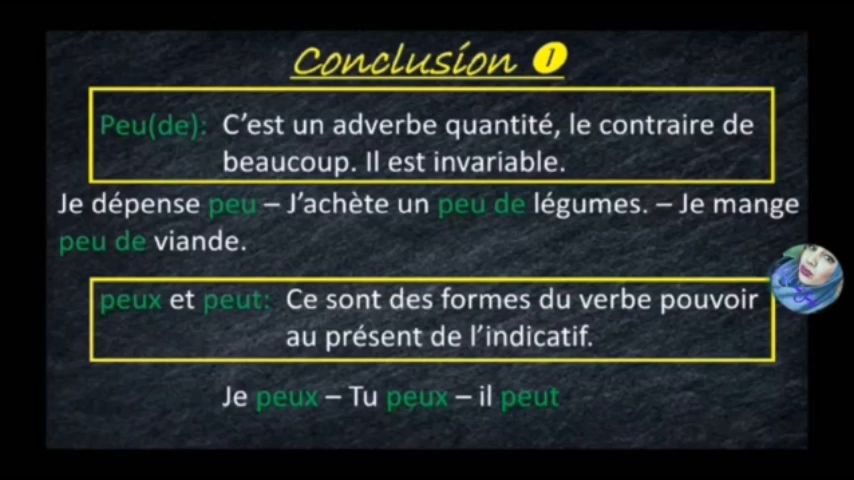 Conclusion 1
Peu(de): C'est un adverbe quantité, le contraire de
beaucoup. Il est invariable.
Je dépense peu – J'achète un peu de légumes. – Je mange
peu de viande.
peux et peut: Ce sont des formes du verbe pouvoir
au présent de l'indicatif.
Je peux – Tu peux – il peut